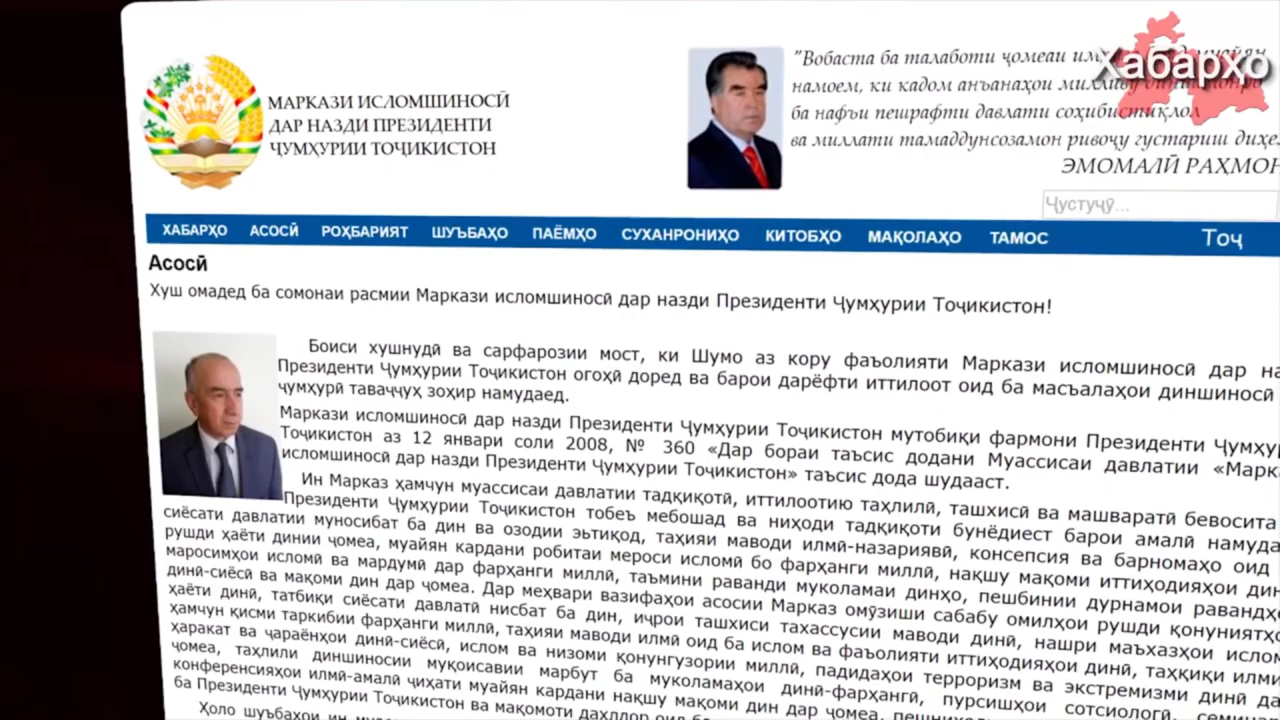 Хабарҳо
МАРКАЗИ ИСЛОМШИНОСӢ
ДАР НАЗДИ ПРЕЗИДЕНТИ
ҶУМҲУРИИ ТОҶИКИСТОН
"Вобаста ба талаботи ҷомеаи
намоем, ки кадом анъанаҳои миллию
ба нафъи пешрафти давлати соҳибистиқлол
ва миллати тамаддунсозамон ривоҷу густариш
ЭМОМАЛӢ РАҲМОН
Ҷустуҷӯ...
ХАБАРҲО АСОСӢ РОҲБАРИЯТ ШУЪБАҲО ПАЁМҲО СУХАНРОНИҲО КИТОБҲО МАҚОЛАҲО ТАМОС Тоҷ
Асосӣ
Хуш омадед ба сомонаи расмии Маркази исломшиносӣ дар назди Президенти Ҷумҳурии Тоҷикистон!
Боиси хушнудӣ ва сарфарозии мост, ки Шумо аз кору фаъолияти Маркази исломшиносӣ дар
Президенти Ҷумҳурии Тоҷикистон огоҳӣ доред ва барои дарёфти иттилоот оид ба масъалаҳои диншиносӣ
ҷумҳурӣ таваҷҷуҳ зоҳир намудаед.
Маркази исломшиносӣ дар назди Президенти Ҷумҳурии Тоҷикистон мутобиқи фармони Президенти
Тоҷикистон аз 12 январи соли 2008, № 360 «Дар бораи таъсис додани Муассисаи давлатии
исломшиносӣ дар назди Президенти Ҷумҳурии Тоҷикистон» таъсис дода шудааст.
Ин Марказ ҳамчун муассисаи давлатии тадқиқотӣ, иттилоотию таҳлилӣ, ташхисӣ ва машваратӣ бевосита
Президенти Ҷумҳурии Тоҷикистон тобеъ мебошад ва ниҳоди тадқиқоти бунёдиест барои амалӣ
сиёсати давлатии муносибат ба дин ва озодии эътиқод, таҳияи маводи илмӣ-назариявӣ, консепсия ва барномаҳо оид
рушди ҳаёти динии ҷомеа, муайян кардани робитаи мероси исломӣ бо фарҳанги миллӣ, нақшу мақоми иттиҳодияҳои
маросимҳои исломӣ ва мардумӣ дар фарҳанги миллӣ, таъмини раванди муколамаи динҳо, пешбинии дурнамои
динӣ-сиёсӣ ва мақоми дин дар ҷомеа. Дар меҳвари вазифаҳои асосии Марказ омӯзиши сабабу омилҳои рушди
ҳаёти динӣ, татбиқи сиёсати давлатӣ нисбат ба дин, иҷрои ташхиси тахассусии маводи динӣ, нашри маъхазҳои
ҳамчун қисми таркибии фарҳанги миллӣ, таҳияи маводи илмӣ оид ба ислом ва фаъолияти иттиҳодияҳои динӣ, таҳқиқи
ҳаракат ва ҷараёнҳои динӣ-сиёсӣ, ислом ва низоми қонунгузории миллӣ, падидаҳои терроризм ва экстремизми динӣ
ҷомеа, таҳлили диншиносии муқоисавии марбут ба муколамаҳои динӣ-фарҳангӣ, пурсишҳои сотсиологӣ,
конференсияҳои илмӣ-амалӣ ҷиҳати муайян кардани нақшу мақоми дин дар ҷомеа,
ба Президенти Ҷумҳурии Тоҷикистон ва мақомоти дахлдор оид
Ҳоло шуъбаҳои ин